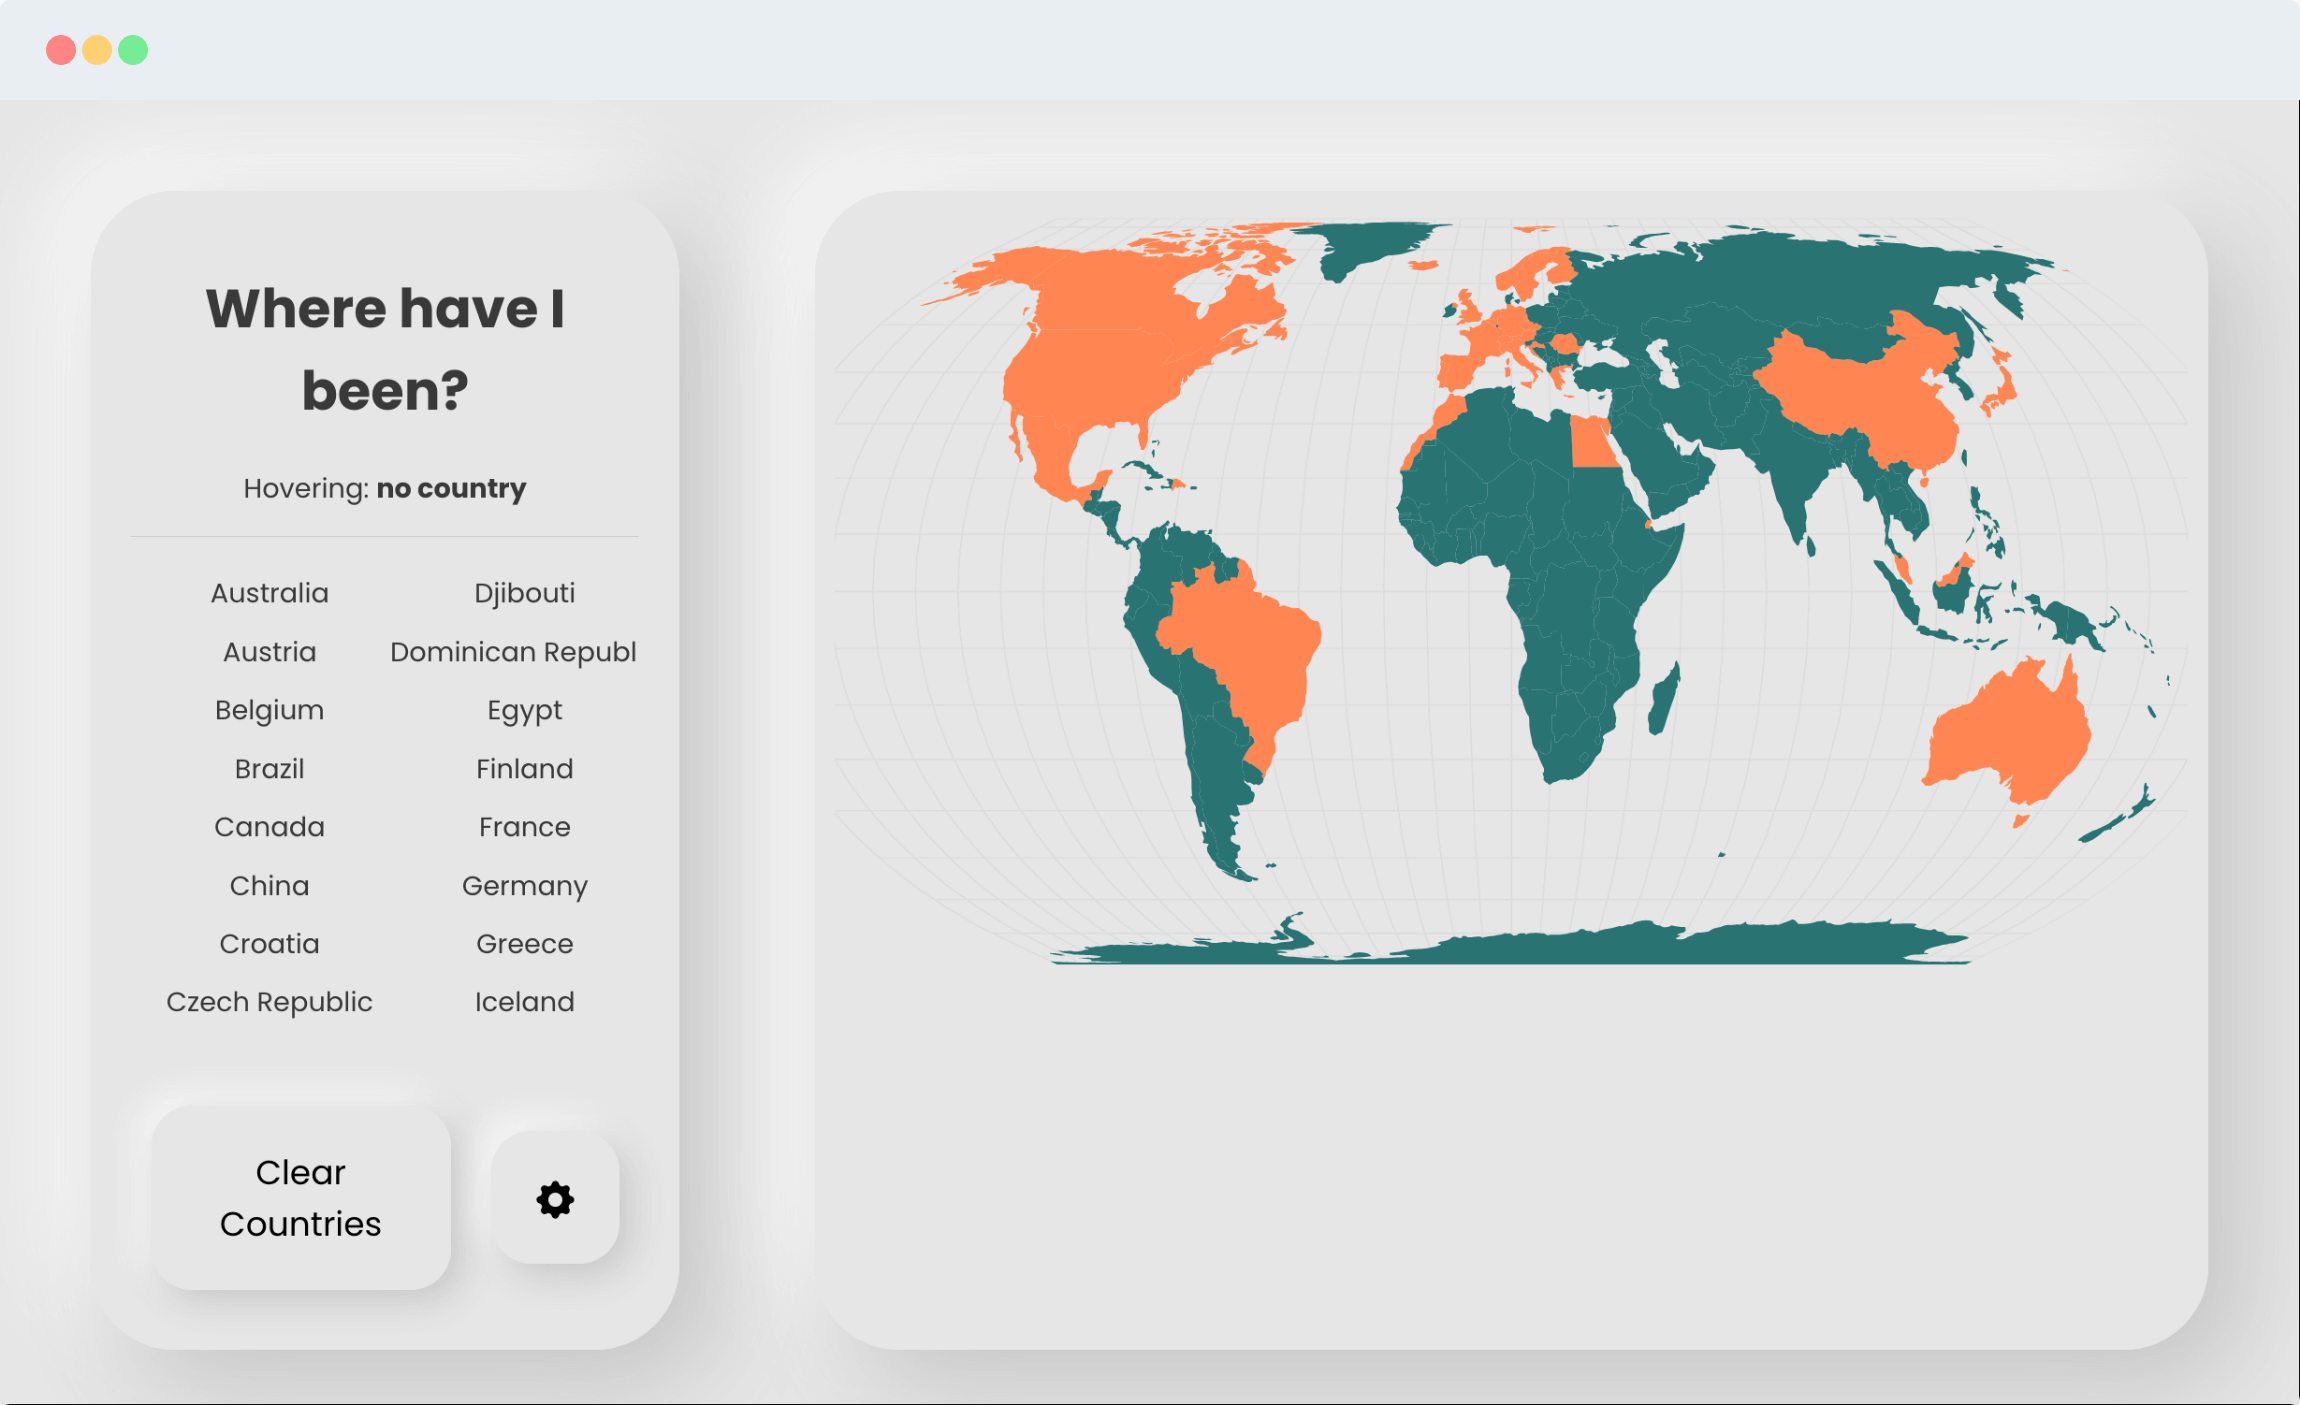 Where have I
been?
Hovering: no country
Australia
Djibouti
Austria
Dominican Republ
Belgium
Egypt
Brazil
Finland
Canada
France
China
Germany
Croatia
Greece
Czech Republic
Iceland
Clear
Countries